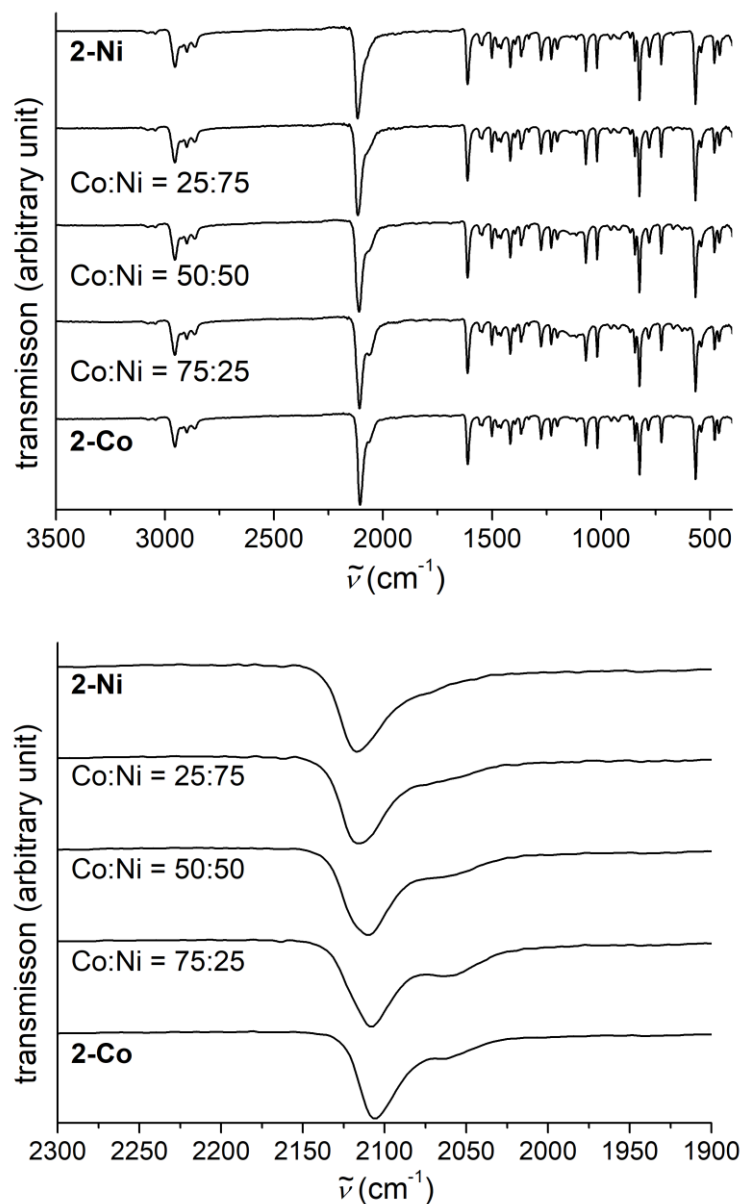 transmisson (arbitrary unit)
2-Ni
Co:Ni = 25:75
Co:Ni = 50:50
Co:Ni = 75:25
2-Co
3500 3000 2500 2000 1500 1000 500
ν̃ (cm⁻¹)
transmisson (arbitrary unit)
2-Ni
Co:Ni = 25:75
Co:Ni = 50:50
Co:Ni = 75:25
2-Co
2300 2250 2200 2150 2100 2050 2000 1950 1900
ν̃ (cm⁻¹)